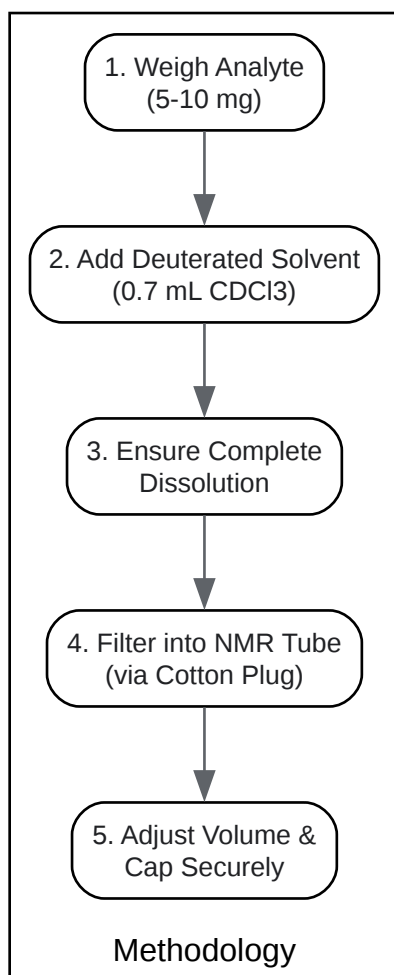 1. Weigh Analyte
(5-10 mg)
2. Add Deuterated Solvent
(0.7 mL CDCl3)
3. Ensure Complete
Dissolution
4. Filter into NMR Tube
(via Cotton Plug)
5. Adjust Volume &
Cap Securely
Methodology